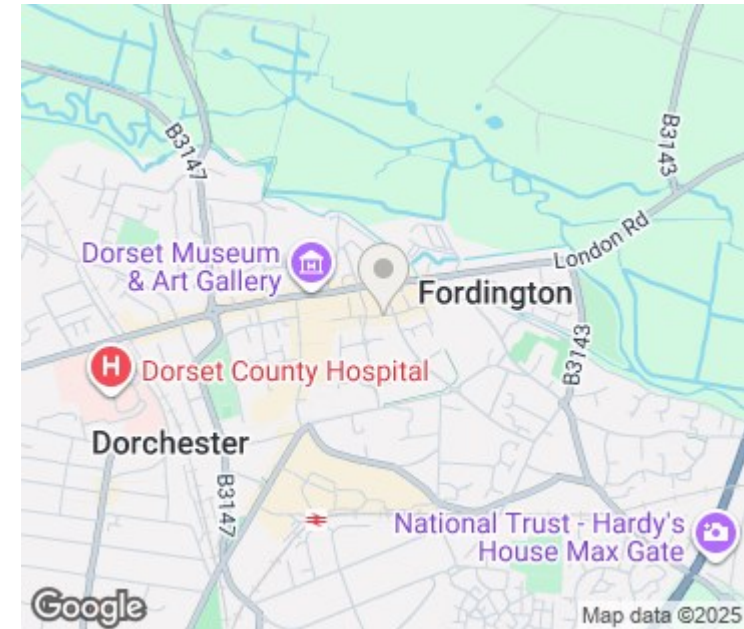 B3147
B3143
London Rd
Dorset Museum
& Art Gallery
Fordington
H
Dorset County Hospital
B3143
Dorchester
B3147
National Trust - Hardy's
House Max Gate
Google
Map data ©2025